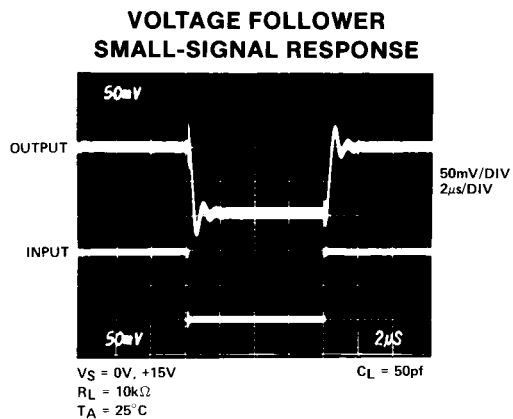 VOLTAGE FOLLOWER
SMALL-SIGNAL RESPONSE
50mV
OUTPUT
50mV/DIV
2μs/DIV
INPUT
50mV
2μS
VS = 0V, +15V
CL = 50pf
RL = 10kΩ
TA = 25°C